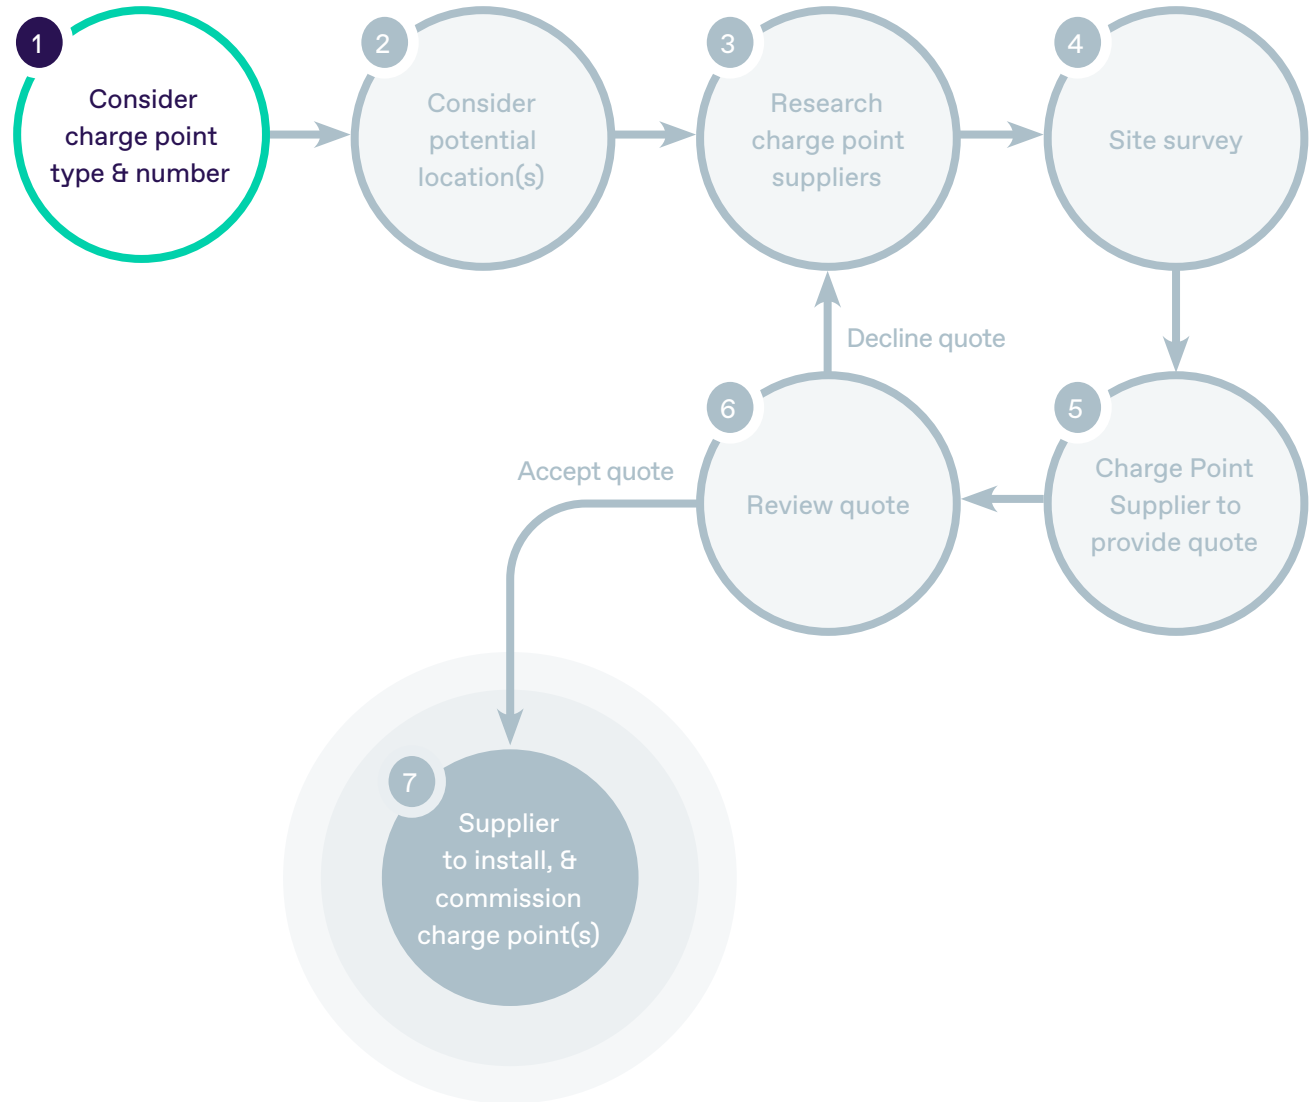 1
Consider
charge point
type & number
2
Consider
potential
location(s)
3
Research
charge point
suppliers
4
Site survey
Decline quote
5
Charge Point
Supplier to
provide quote
6
Review quote
Accept quote
7
Supplier
to install, &
commission
charge point(s)